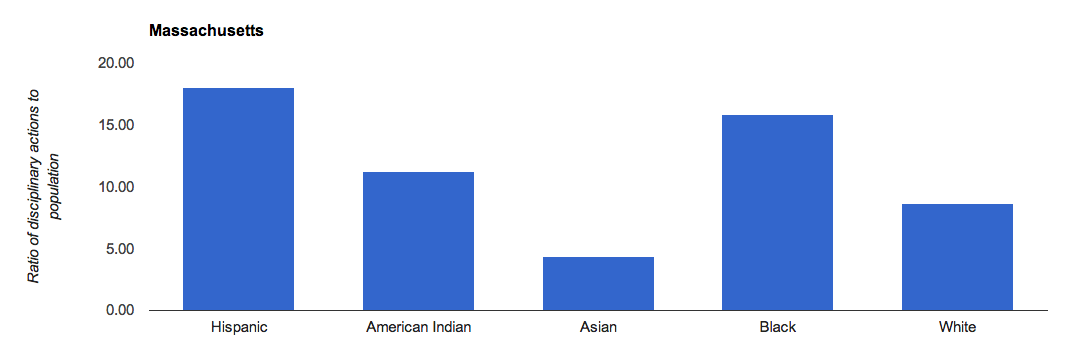 Massachusetts
Ratio of disciplinary actions to
population
20.00
15.00
10.00
5.00
0.00
Hispanic
American Indian
Asian
Black
White